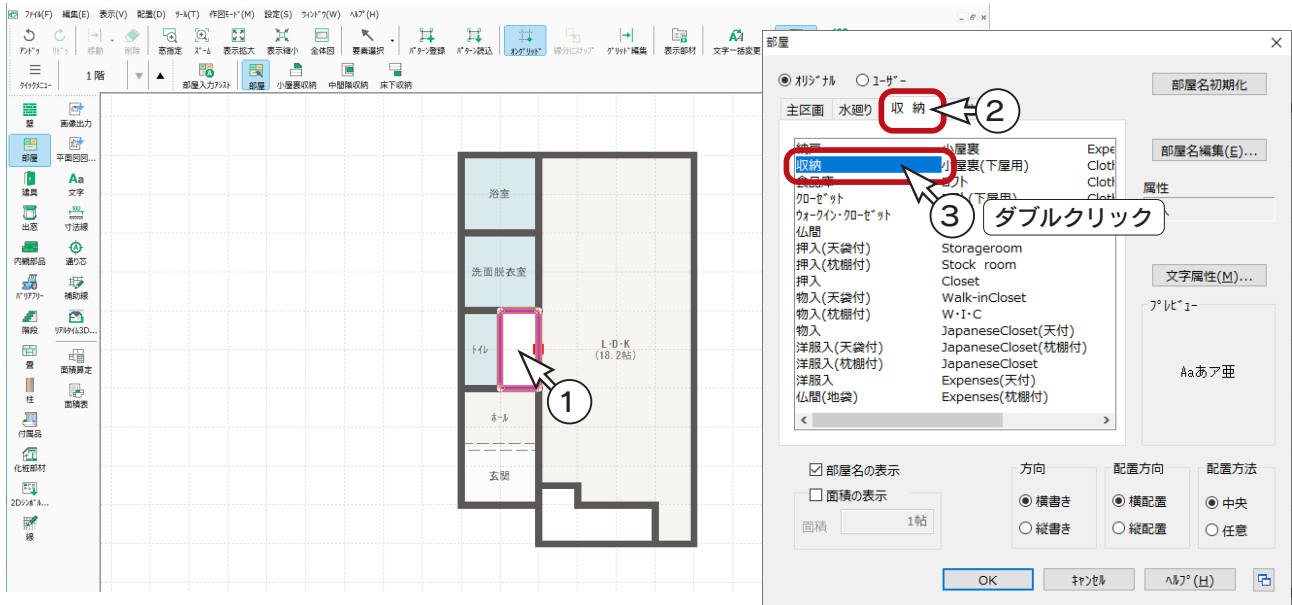 ﾌｧｲﾙ(F) 編集(E) 表示(V) 配置(D) ﾂｰﾙ(T) 作図ﾓｰﾄﾞ(M) 設定(S) ｳｨﾝﾄﾞｳ(W) ﾍﾙﾌﾟ(H)
ｱﾝﾄﾞｩ ﾘﾄﾞｩ 移動 削除 窓指定 ｽﾞｰﾑ 表示拡大 表示縮小 全体図 要素選択 ﾊﾟﾀｰﾝ登録 ﾊﾟﾀｰﾝ読込 ｵﾝｸﾞﾘｯﾄﾞ 線分にｽﾅｯﾌﾟ ｸﾞﾘｯﾄﾞ編集 表示部材 文字一括変更
ｸｲｯｸﾒﾆｭｰ 1 階 ▼ ▲ 部屋入力ｱｼｽﾄ 部屋 小屋裏収納 中間階収納 床下収納
壁 画像出力
部屋 平面図図...
建具 文字
出窓 寸法線
内観部品 通り芯
ﾊﾞﾘｱﾌﾘｰ 補助線
階段 ﾘｱﾙﾀｲﾑ3D...
畳 面積算定
柱 面積表
付属品
化粧部材
2Dｼﾝﾎﾞﾙ...
線
浴室
洗面脱衣室
ﾄｲﾚ
L･D･K
(18.2帖)
ﾎｰﾙ
玄関
①
部屋
オリジナル ﾕｰｻﾞｰ
主区画 水廻り 収 納
②
納戸 小屋裏 Expe
収納 小屋裏(下屋用) Cloth
食品庫 ロフト Cloth
ｸﾛｰｾﾞｯﾄ ロフト(下屋用) Cloth
ｳｫｰｸｲﾝ･ｸﾛｰｾﾞｯﾄ
仏間
押入(天袋付) Storageroom
押入(枕棚付) Stock room
押入 Closet
物入(天袋付) Walk-inCloset
物入(枕棚付) W･I･C
物入 JapaneseCloset(天付)
洋服入(天袋付) JapaneseCloset(枕棚付)
洋服入(枕棚付) JapaneseCloset
洋服入 Expenses(天付)
仏間(地袋) Expenses(枕棚付)
③ ダブルクリック
部屋名初期化
部屋名編集(E)...
属性
文字属性(M)...
ﾌﾟﾚﾋﾞｭｰ
Aaあア亜
部屋名の表示
面積の表示
面積 1帖
方向
横書き
縦書き
配置方向
横配置
縦配置
配置方法
中央
任意
OK ｷｬﾝｾﾙ ﾍﾙﾌﾟ(H)